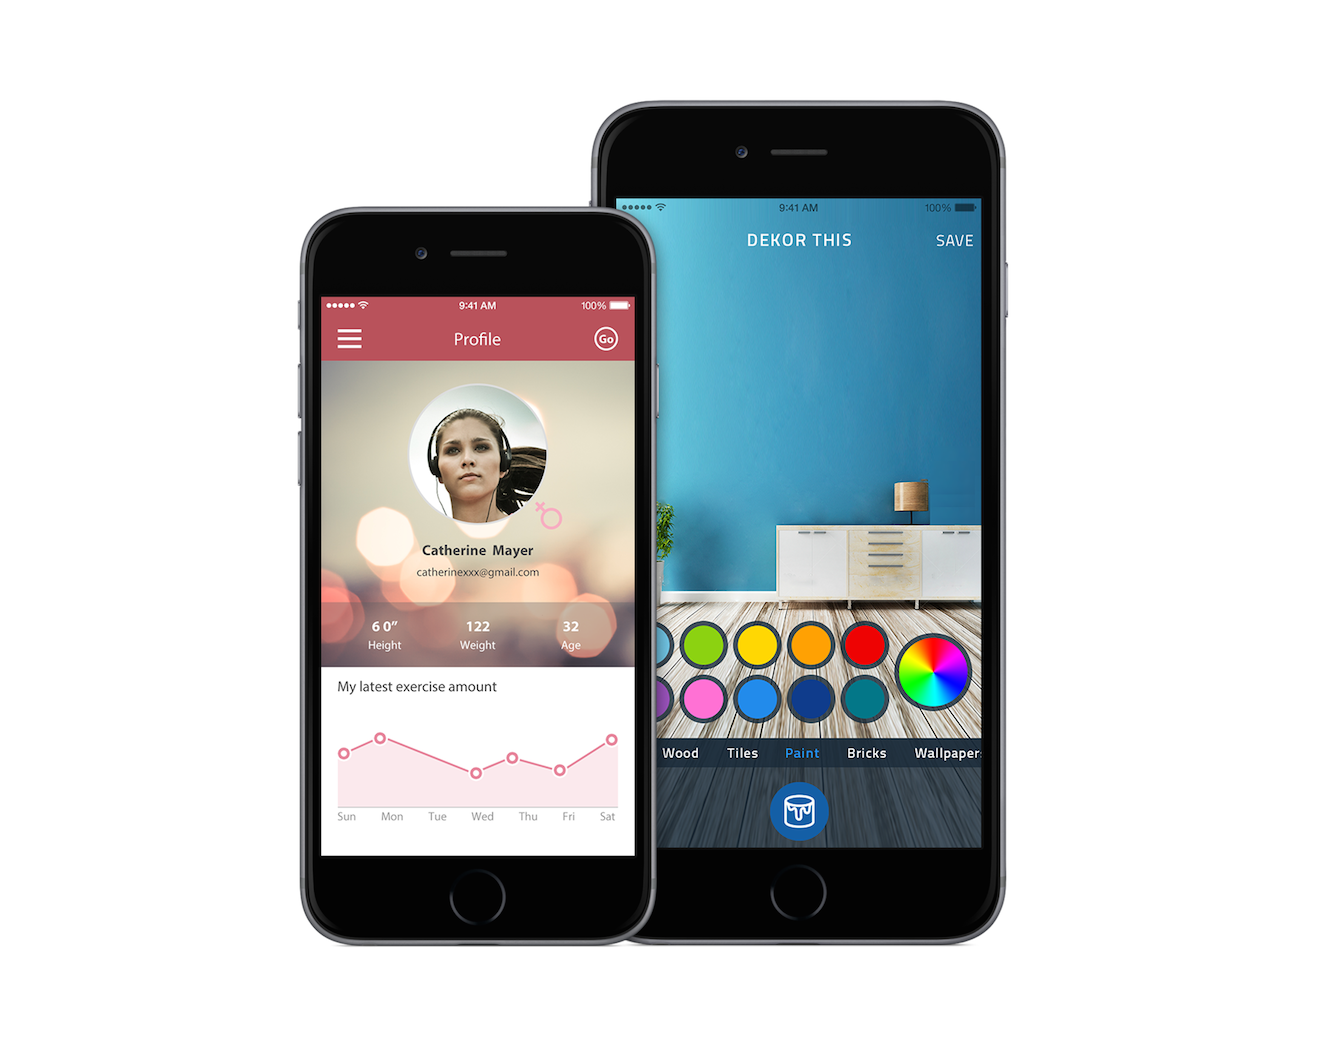 9:41 AM 100%
Profile Go
Catherine Mayer
catherinexxx@gmail.com
6 0” 122 32
Height Weight Age
My latest exercise amount
Sun Mon Tue Wed Thu Fri Sat
9:41 AM 100%
DEKOR THIS SAVE
Wood Tiles Paint Bricks Wallpaper